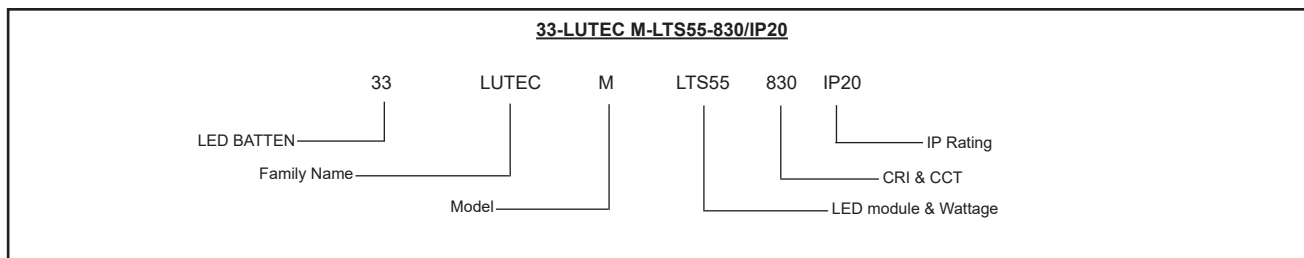 33-LUTEC M-LTS55-830/IP20
33 LUTEC M LTS55 830 IP20
LED BATTEN
IP Rating
Family Name
CRI & CCT
Model
LED module & Wattage